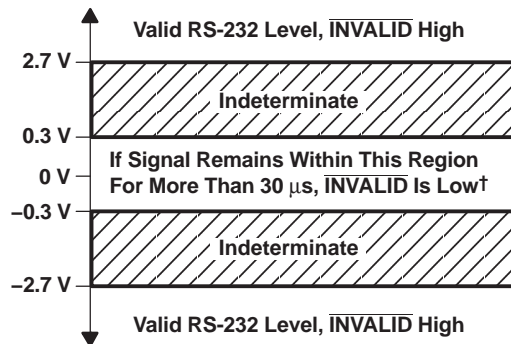 Valid RS-232 Level, INVALID High
2.7 V
Indeterminate
0.3 V
If Signal Remains Within This Region
0 V
For More Than 30 μs, INVALID Is Low†
−0.3 V
Indeterminate
−2.7 V
Valid RS-232 Level, INVALID High